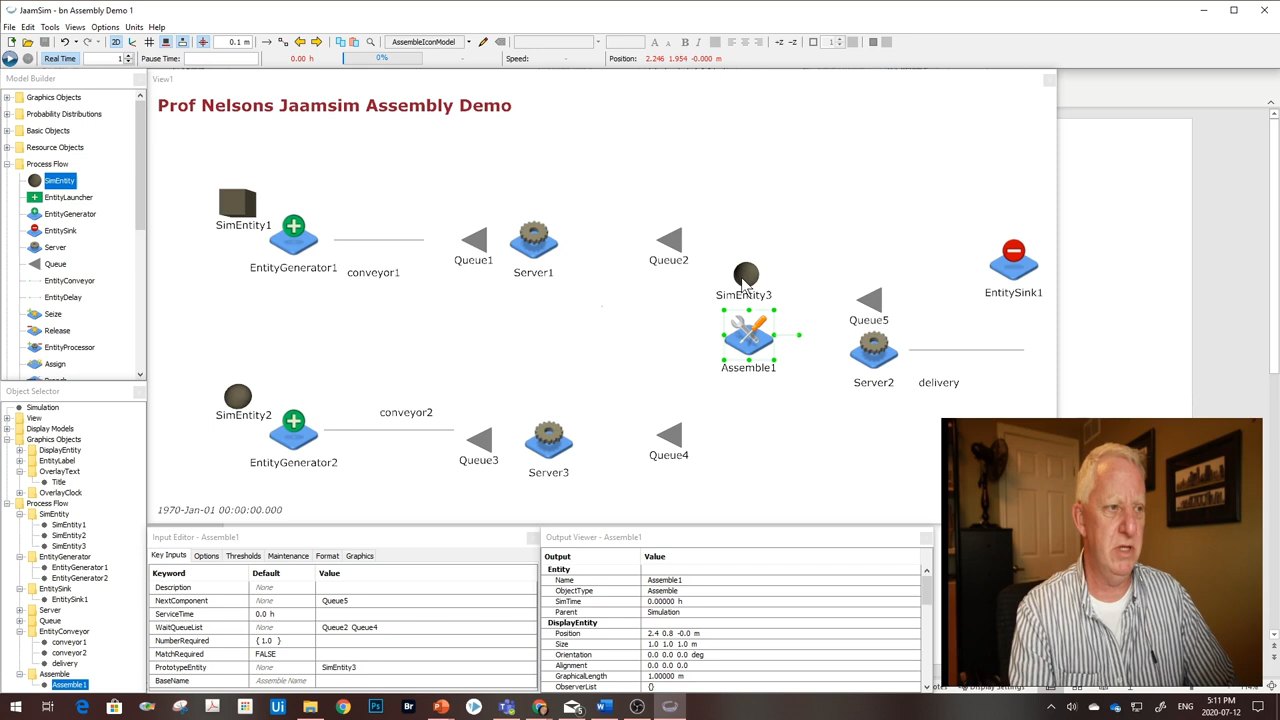 JaamSim - bn Assembly Demo 1
File Edit Tools Views Options Units Help
2D 0.1 m AssembleIconModel A A B I +Z -Z 1
Real Time 1 Pause Time: 0.00 h 0% Speed: - Position: 2.246 1.954 -0.000 m
Model Builder
Graphics Objects
Probability Distributions
Basic Objects
Resource Objects
Process Flow
SimEntity
EntityLauncher
EntityGenerator
EntitySink
Server
Queue
EntityConveyor
EntityDelay
Seize
Release
EntityProcessor
Assign
Object Selector
Simulation
View
Display Models
Graphics Objects
DisplayEntity
EntityLabel
OverlayText
Title
OverlayClock
Process Flow
SimEntity
SimEntity1
SimEntity2
SimEntity3
EntityGenerator
EntityGenerator1
EntityGenerator2
EntitySink
EntitySink1
Server
Queue
EntityConveyor
conveyor1
conveyor2
delivery
Assemble
Assemble1
View1
Prof Nelsons Jaamsim Assembly Demo
SimEntity1
EntityGenerator1
conveyor1
Queue1
Server1
Queue2
SimEntity3
Assemble1
Queue5
Server2
delivery
EntitySink1
SimEntity2
EntityGenerator2
conveyor2
Queue3
Server3
Queue4
1970-Jan-01 00:00:00.000
Input Editor - Assemble1
Key Inputs Options Thresholds Maintenance Format Graphics
Keyword Default Value
Description None
NextComponent None Queue5
ServiceTime 0.0 h
WaitQueueList None Queue2 Queue4
NumberRequired { 1.0 }
MatchRequired FALSE
PrototypeEntity None SimEntity3
BaseName Assemble Name
Output Viewer - Assemble1
Output Value
Entity
Name Assemble1
ObjectType Assemble
SimTime 0.00000 h
Parent Simulation
DisplayEntity
Position 2.4 0.8 -0.0 m
Size 1.0 1.0 1.0 m
Orientation 0.0 0.0 0.0 deg
Alignment 0.0 0.0 0.0
GraphicalLength 1.00000 m
ObserverList {}
Display Settings
5:11 PM
2020-07-12